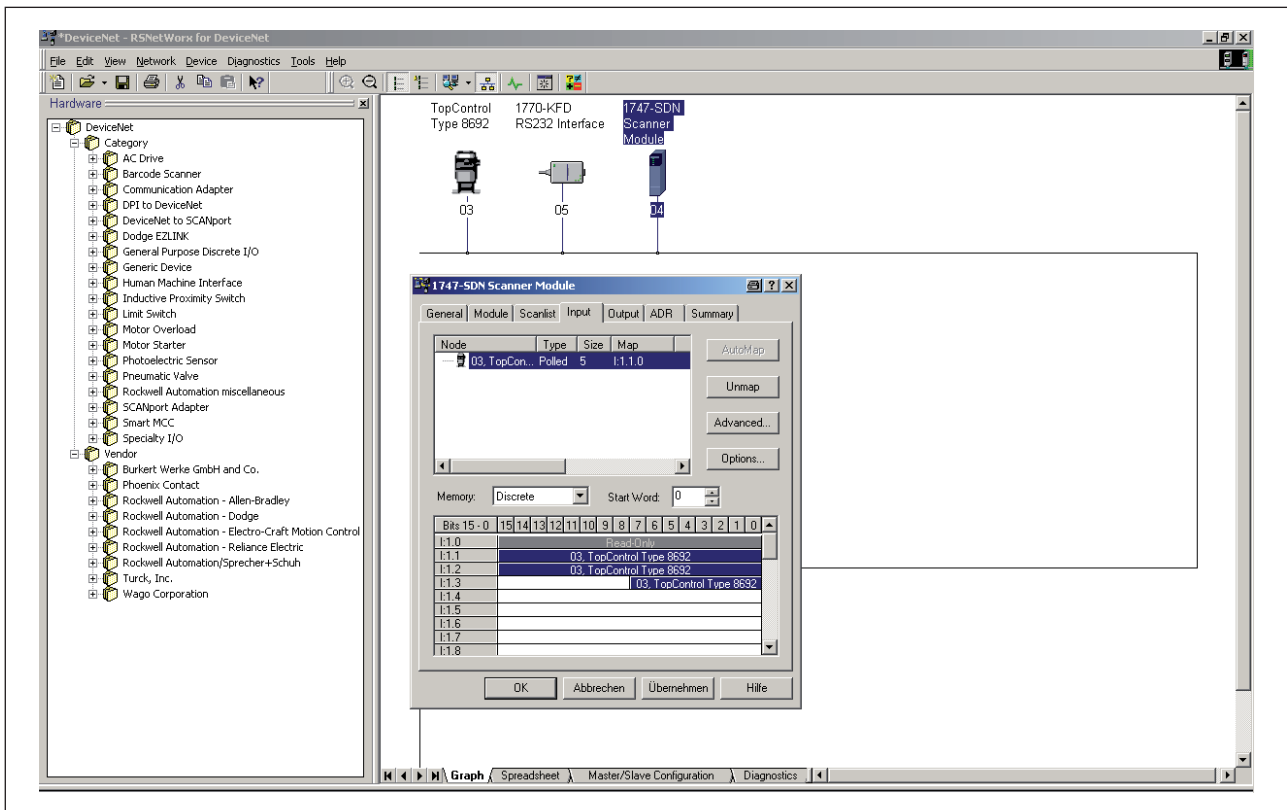 *DeviceNet - RSNetWorx for DeviceNet
File Edit View Network Device Diagnostics Tools Help
Hardware
DeviceNet
Category
AC Drive
Barcode Scanner
Communication Adapter
DPI to DeviceNet
DeviceNet to SCANport
Dodge EZLINK
General Purpose Discrete I/O
Generic Device
Human Machine Interface
Inductive Proximity Switch
Limit Switch
Motor Overload
Motor Starter
Photoelectric Sensor
Pneumatic Valve
Rockwell Automation miscellaneous
SCANport Adapter
Smart MCC
Specialty I/O
Vendor
Burkert Werke GmbH and Co.
Phoenix Contact
Rockwell Automation - Allen-Bradley
Rockwell Automation - Dodge
Rockwell Automation - Electro-Craft Motion Control
Rockwell Automation - Reliance Electric
Rockwell Automation/Sprecher+Schuh
Turck, Inc.
Wago Corporation
TopControl
Type 8692
03
1770-KFD
RS232 Interface
05
1747-SDN
Scanner
Module
04
1747-SDN Scanner Module
General Module Scanlist Input Output ADR Summary
Node Type Size Map
03, TopCon... Polled 5 I:1.1.0
AutoMap
Unmap
Advanced...
Options...
Memory: Discrete Start Word: 0
Bits 15 - 0 15 14 13 12 11 10 9 8 7 6 5 4 3 2 1 0
I:1.0 Read-Only
I:1.1 03, TopControl Type 8692
I:1.2 03, TopControl Type 8692
I:1.3 03, TopControl Type 8692
I:1.4
I:1.5
I:1.6
I:1.7
I:1.8
OK Abbrechen Übernehmen Hilfe
Graph Spreadsheet Master/Slave Configuration Diagnostics